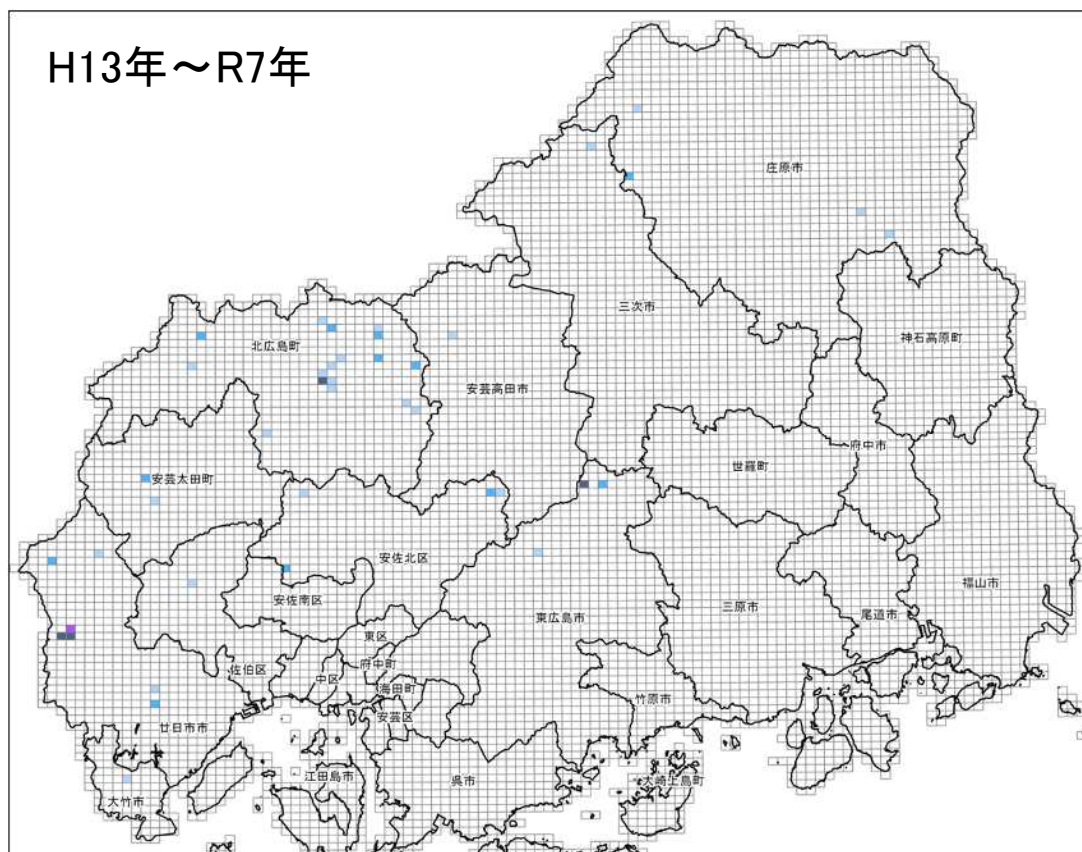 H13年～R7年
庄原市
三次市
神石高原町
北広島町
安芸高田市
府中市
世羅町
安芸太田町
安佐北区
福山市
安佐南区
三原市
東広島市
尾道市
東区
府中町
佐伯区
中区
海田町
竹原市
安芸区
廿日市市
江田島市
呉市
大崎上島町
大竹市